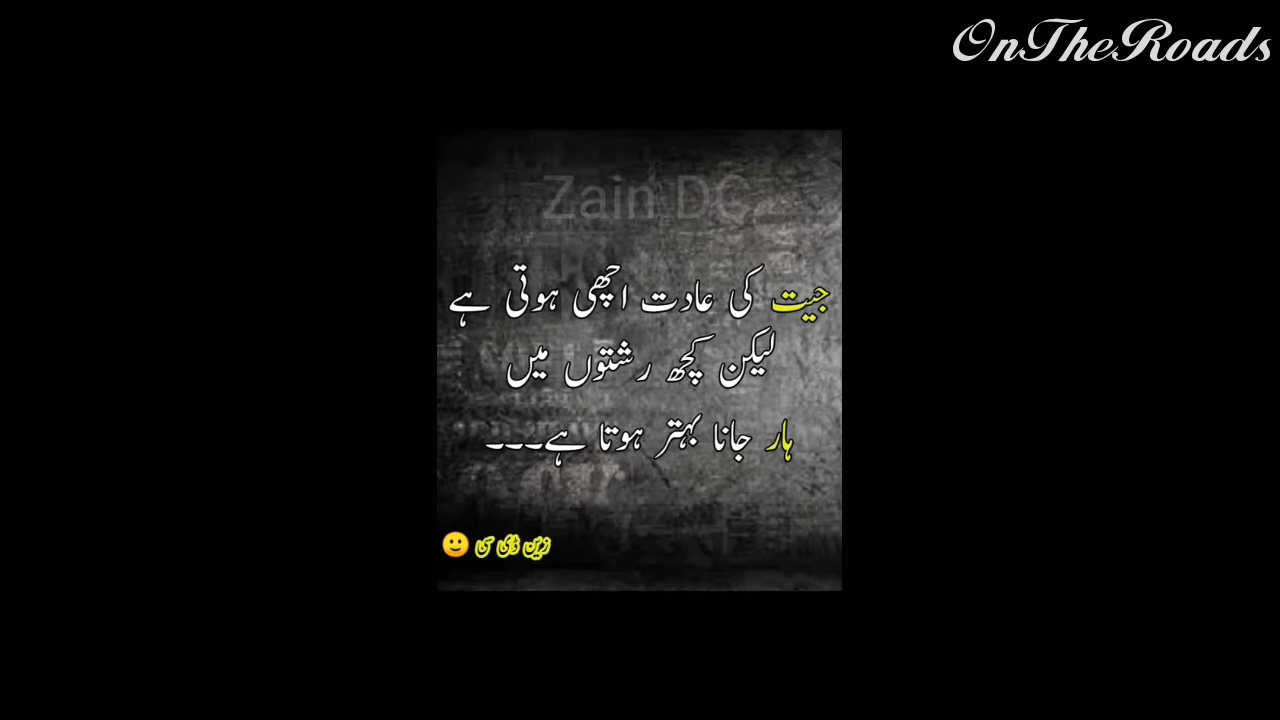 OnTheRoads
Zain DC
جیت کی عادت اچھی ہوتی ہے
لیکن کچھ رشتوں میں
ہار جانا بہتر ہوتا ہے۔۔۔
زین ڈی سی 🙂